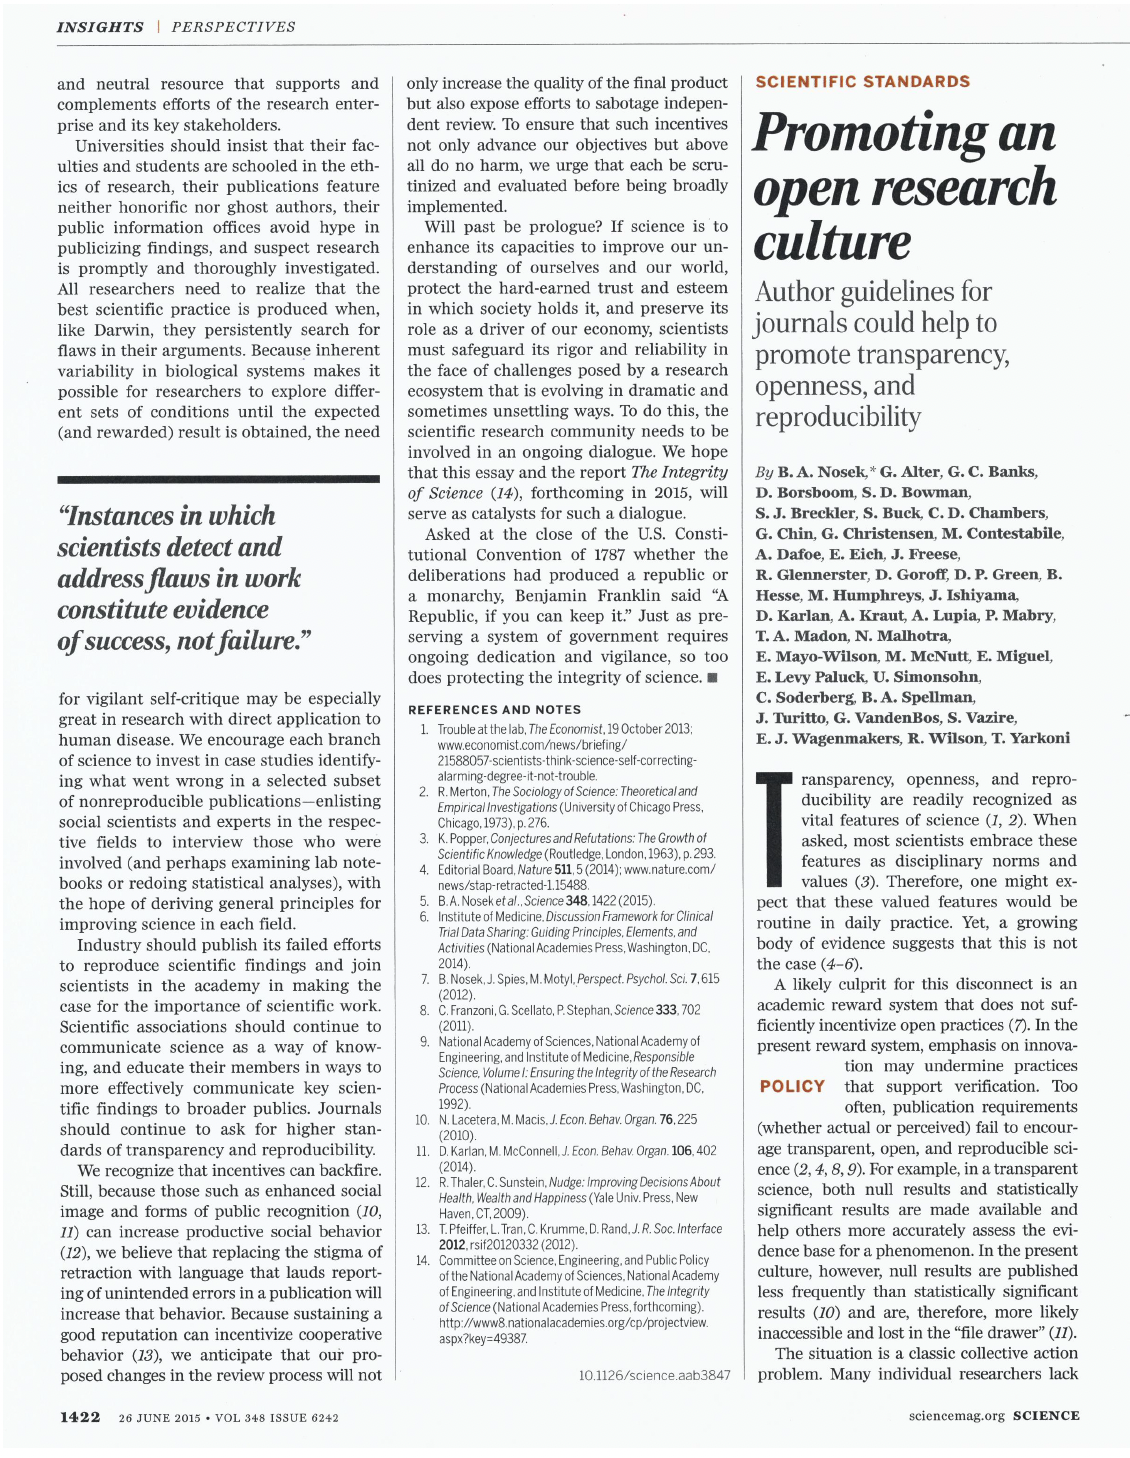 INSIGHTS | PERSPECTIVES
and neutral resource that supports and
complements efforts of the research enter-
prise and its key stakeholders.
Universities should insist that their fac-
ulties and students are schooled in the eth-
ics of research, their publications feature
neither honorific nor ghost authors, their
public information offices avoid hype in
publicizing findings, and suspect research
is promptly and thoroughly investigated.
All researchers need to realize that the
best scientific practice is produced when,
like Darwin, they persistently search for
flaws in their arguments. Because inherent
variability in biological systems makes it
possible for researchers to explore differ-
ent sets of conditions until the expected
(and rewarded) result is obtained, the need
“Instances in which
scientists detect and
address flaws in work
constitute evidence
of success, not failure.”
for vigilant self-critique may be especially
great in research with direct application to
human disease. We encourage each branch
of science to invest in case studies identify-
ing what went wrong in a selected subset
of nonreproducible publications—enlisting
social scientists and experts in the respec-
tive fields to interview those who were
involved (and perhaps examining lab note-
books or redoing statistical analyses), with
the hope of deriving general principles for
improving science in each field.
Industry should publish its failed efforts
to reproduce scientific findings and join
scientists in the academy in making the
case for the importance of scientific work.
Scientific associations should continue to
communicate science as a way of know-
ing, and educate their members in ways to
more effectively communicate key scien-
tific findings to broader publics. Journals
should continue to ask for higher stan-
dards of transparency and reproducibility.
We recognize that incentives can backfire.
Still, because those such as enhanced social
image and forms of public recognition (10,
11) can increase productive social behavior
(12), we believe that replacing the stigma of
retraction with language that lauds report-
ing of unintended errors in a publication will
increase that behavior. Because sustaining a
good reputation can incentivize cooperative
behavior (13), we anticipate that our pro-
posed changes in the review process will not
only increase the quality of the final product
but also expose efforts to sabotage indepen-
dent review. To ensure that such incentives
not only advance our objectives but above
all do no harm, we urge that each be scru-
tinized and evaluated before being broadly
implemented.
Will past be prologue? If science is to
enhance its capacities to improve our un-
derstanding of ourselves and our world,
protect the hard-earned trust and esteem
in which society holds it, and preserve its
role as a driver of our economy, scientists
must safeguard its rigor and reliability in
the face of challenges posed by a research
ecosystem that is evolving in dramatic and
sometimes unsettling ways. To do this, the
scientific research community needs to be
involved in an ongoing dialogue. We hope
that this essay and the report The Integrity
of Science (14), forthcoming in 2015, will
serve as catalysts for such a dialogue.
Asked at the close of the U.S. Consti-
tutional Convention of 1787 whether the
deliberations had produced a republic or
a monarchy, Benjamin Franklin said “A
Republic, if you can keep it.” Just as pre-
serving a system of government requires
ongoing dedication and vigilance, so too
does protecting the integrity of science. ■
REFERENCES AND NOTES
1. Trouble at the lab, The Economist, 19 October 2013;
www.economist.com/news/briefing/
21588057-scientists-think-science-self-correcting-
alarming-degree-it-not-trouble.
2. R. Merton, The Sociology of Science: Theoretical and
Empirical Investigations (University of Chicago Press,
Chicago, 1973), p. 276.
3. K. Popper, Conjectures and Refutations: The Growth of
Scientific Knowledge (Routledge, London, 1963), p. 293.
4. Editorial Board, Nature 511, 5 (2014); www.nature.com/
news/stap-retracted-1.15488.
5. B. A. Nosek et al., Science 348, 1422 (2015).
6. Institute of Medicine, Discussion Framework for Clinical
Trial Data Sharing: Guiding Principles, Elements, and
Activities (National Academies Press, Washington, DC,
2014).
7. B. Nosek, J. Spies, M. Motyl, Perspect. Psychol. Sci. 7, 615
(2012).
8. C. Franzoni, G. Scellato, P. Stephan, Science 333, 702
(2011).
9. National Academy of Sciences, National Academy of
Engineering, and Institute of Medicine, Responsible
Science, Volume I: Ensuring the Integrity of the Research
Process (National Academies Press, Washington, DC,
1992).
10. N. Lacetera, M. Macis, J. Econ. Behav. Organ. 76, 225
(2010).
11. D. Karlan, M. McConnell, J. Econ. Behav. Organ. 106, 402
(2014).
12. R. Thaler, C. Sunstein, Nudge: Improving Decisions About
Health, Wealth and Happiness (Yale Univ. Press, New
Haven, CT, 2009).
13. T. Pfeiffer, L. Tran, C. Krumme, D. Rand, J. R. Soc. Interface
2012, rsif20120332 (2012).
14. Committee on Science, Engineering, and Public Policy
of the National Academy of Sciences, National Academy
of Engineering, and Institute of Medicine, The Integrity
of Science (National Academies Press, forthcoming).
http://www8.nationalacademies.org/cp/projectview.
aspx?key=49387.
10.1126/science.aab3847
SCIENTIFIC STANDARDS
Promoting an
open research
culture
Author guidelines for
journals could help to
promote transparency,
openness, and
reproducibility
By B. A. Nosek,* G. Alter, G. C. Banks,
D. Borsboom, S. D. Bowman,
S. J. Breckler, S. Buck, C. D. Chambers,
G. Chin, G. Christensen, M. Contestabile,
A. Dafoe, E. Eich, J. Freese,
R. Glennerster, D. Goroff, D. P. Green, B.
Hesse, M. Humphreys, J. Ishiyama,
D. Karlan, A. Kraut, A. Lupia, P. Mabry,
T. A. Madon, N. Malhotra,
E. Mayo-Wilson, M. McNutt, E. Miguel,
E. Levy Paluck, U. Simonsohn,
C. Soderberg, B. A. Spellman,
J. Turitto, G. VandenBos, S. Vazire,
E. J. Wagenmakers, R. Wilson, T. Yarkoni
Transparency, openness, and repro-
ducibility are readily recognized as
vital features of science (1, 2). When
asked, most scientists embrace these
features as disciplinary norms and
values (3). Therefore, one might ex-
pect that these valued features would be
routine in daily practice. Yet, a growing
body of evidence suggests that this is not
the case (4–6).
A likely culprit for this disconnect is an
academic reward system that does not suf-
ficiently incentivize open practices (7). In the
present reward system, emphasis on innova-
tion may undermine practices
POLICY that support verification. Too
often, publication requirements
(whether actual or perceived) fail to encour-
age transparent, open, and reproducible sci-
ence (2, 4, 8, 9). For example, in a transparent
science, both null results and statistically
significant results are made available and
help others more accurately assess the evi-
dence base for a phenomenon. In the present
culture, however, null results are published
less frequently than statistically significant
results (10) and are, therefore, more likely
inaccessible and lost in the “file drawer” (11).
The situation is a classic collective action
problem. Many individual researchers lack
1422 26 JUNE 2015 • VOL 348 ISSUE 6242
sciencemag.org SCIENCE